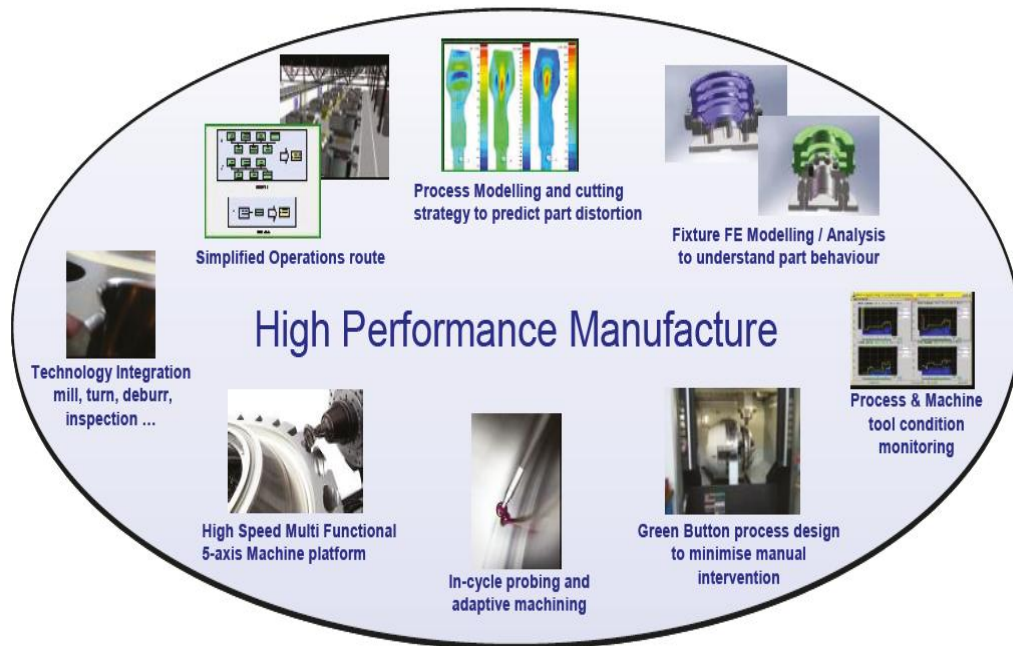 Process Modelling and cutting
strategy to predict part distortion
Simplified Operations route
Fixture FE Modelling / Analysis
to understand part behaviour
High Performance Manufacture
Technology Integration
mill, turn, deburr,
inspection ...
Process & Machine
tool condition
monitoring
High Speed Multi Functional
5-axis Machine platform
In-cycle probing and
adaptive machining
Green Button process design
to minimise manual
intervention